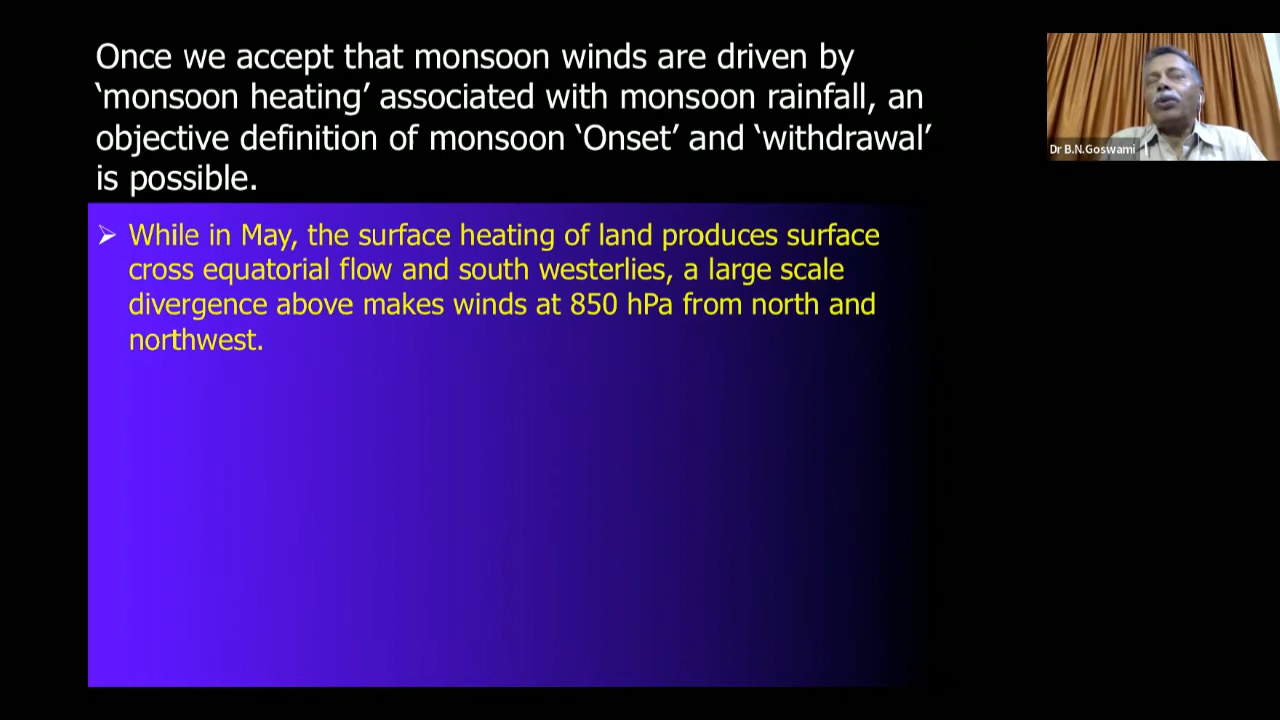 Once we accept that monsoon winds are driven by
‘monsoon heating’ associated with monsoon rainfall, an
objective definition of monsoon ‘Onset’ and ‘withdrawal’
is possible.
➢ While in May, the surface heating of land produces surface
cross equatorial flow and south westerlies, a large scale
divergence above makes winds at 850 hPa from north and
northwest.
Dr B.N.Goswami